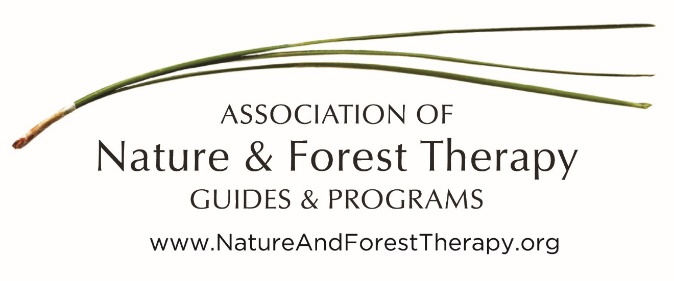 ASSOCIATION OF
Nature & Forest Therapy
GUIDES & PROGRAMS
www.NatureAndForestTherapy.org